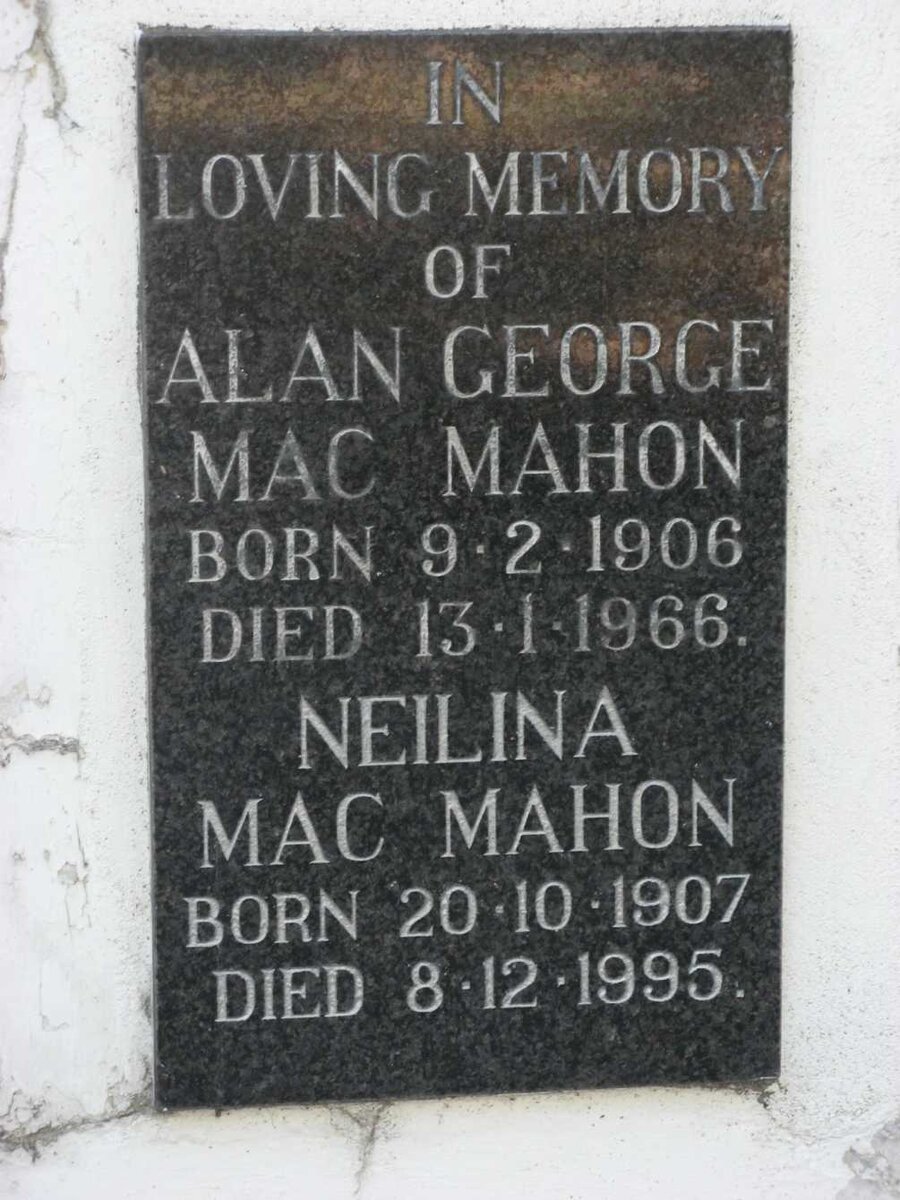 IN
LOVING MEMORY
OF
ALAN GEORGE
MAC MAHON
BORN 9·2·1906
DIED 13·1·1966.
NEILINA
MAC MAHON
BORN 20·10·1907
DIED 8·12·1995.